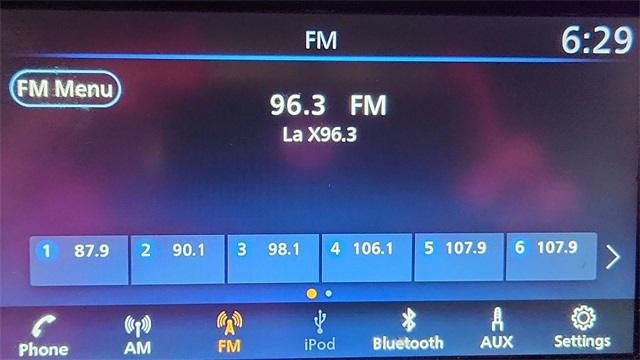 FM 6:29
FM Menu
96.3 FM
La X96.3
1 87.9 2 90.1 3 98.1 4 106.1 5 107.9 6 107.9
Phone AM FM iPod Bluetooth AUX Settings